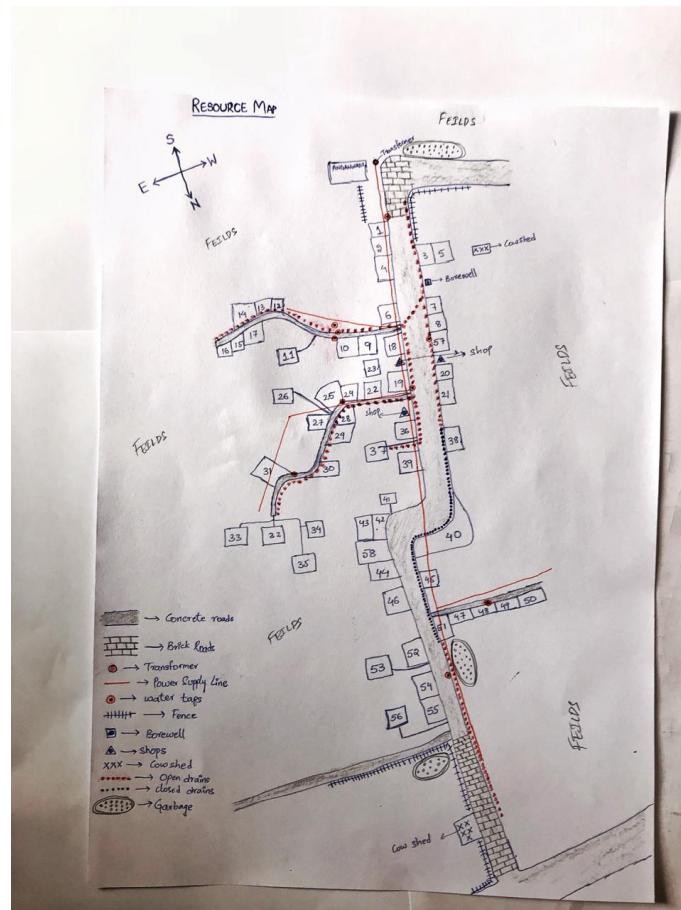 RESOURCE MAP
FEILDS
Transformer
S
W
E
N
FEILDS
1
2
3
5
XXX → Cowshed
4
Borewell
14
13
12
6
7
8
16
15
17
11
10
9
18
57
shop
23
20
FEILDS
26
25
24
22
19
21
27
28
shop
29
36
38
FEILDS
37
31
30
39
41
43
42
33
32
34
40
35
58
44
45
46
50
49
48
47
51
FEILDS
52
53
54
55
56
FEILDS
→ Concrete roads
→ Brick Roads
→ Transformer
→ Power Supply Line
→ water taps
→ Fence
→ Borewell
→ shops
XXX → Cow shed
→ Open drains
→ closed drains
→ Garbage
Cow shed
XX
XX
X